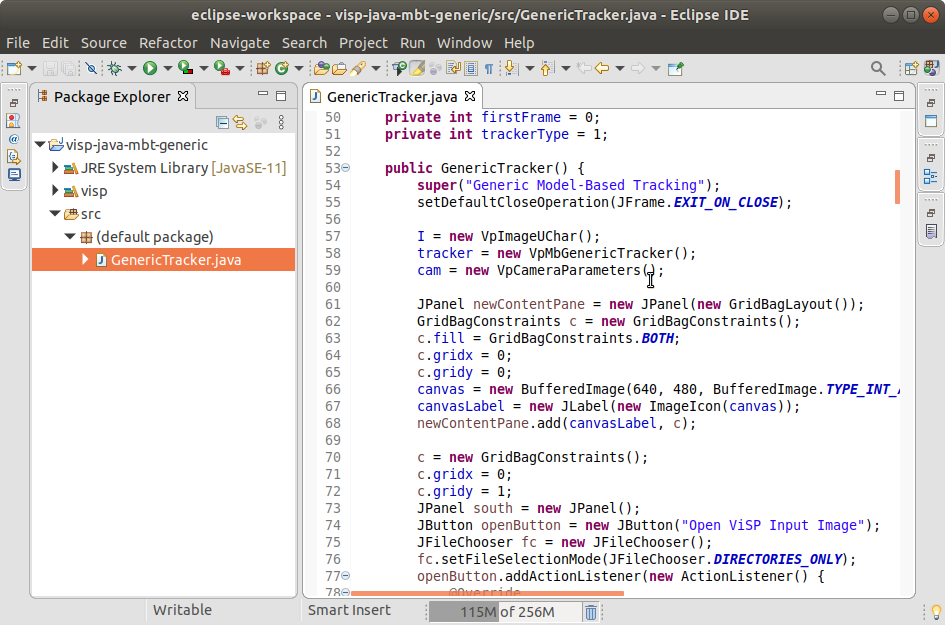 eclipse-workspace - visp-java-mbt-generic/src/GenericTracker.java - Eclipse IDE
File Edit Source Refactor Navigate Search Project Run Window Help
Package Explorer
visp-java-mbt-generic
JRE System Library [JavaSE-11]
visp
src
(default package)
GenericTracker.java
GenericTracker.java
50 private int firstFrame = 0;
51 private int trackerType = 1;
52
53 public GenericTracker() {
54 super("Generic Model-Based Tracking");
55 setDefaultCloseOperation(JFrame.EXIT_ON_CLOSE);
56
57 I = new VpImageUChar();
58 tracker = new VpMbGenericTracker();
59 cam = new VpCameraParameters();
60
61 JPanel newContentPane = new JPanel(new GridBagLayout());
62 GridBagConstraints c = new GridBagConstraints();
63 c.fill = GridBagConstraints.BOTH;
64 c.gridx = 0;
65 c.gridy = 0;
66 canvas = new BufferedImage(640, 480, BufferedImage.TYPE_INT_
67 canvasLabel = new JLabel(new ImageIcon(canvas));
68 newContentPane.add(canvasLabel, c);
69
70 c = new GridBagConstraints();
71 c.gridx = 0;
72 c.gridy = 1;
73 JPanel south = new JPanel();
74 JButton openButton = new JButton("Open ViSP Input Image");
75 JFileChooser fc = new JFileChooser();
76 fc.setFileSelectionMode(JFileChooser.DIRECTORIES_ONLY);
77 openButton.addActionListener(new ActionListener() {
78 @Override
Writable Smart Insert 115M of 256M